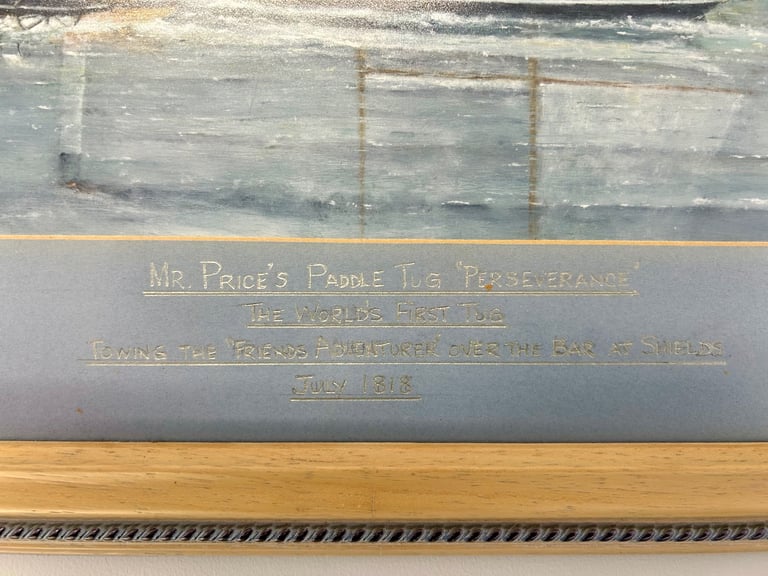 MR. PRICE'S PADDLE TUG "PERSEVERANCE"
THE WORLD'S FIRST TUG
TOWING THE "FRIENDS ADVENTURER" OVER THE BAR AT SHIELDS
JULY 1818